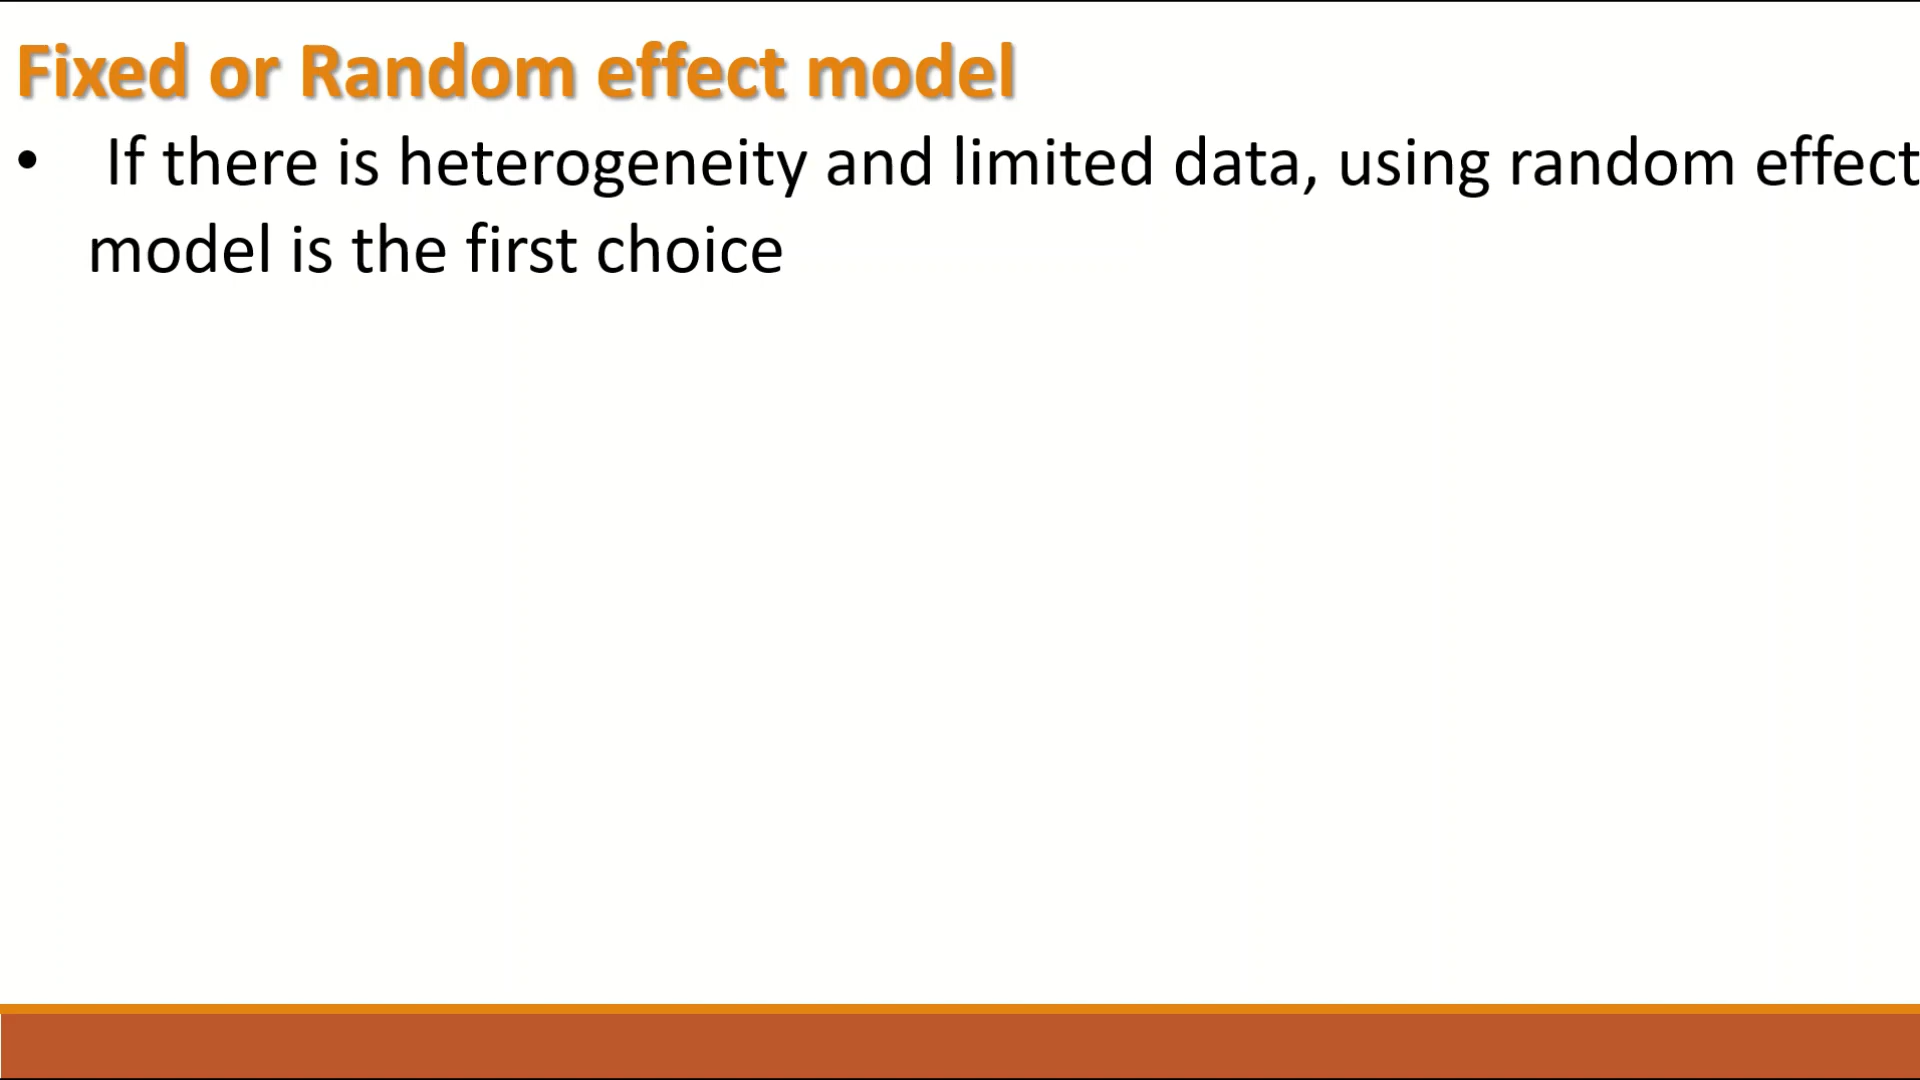 Fixed or Random effect model
• If there is heterogeneity and limited data, using random effect
model is the first choice